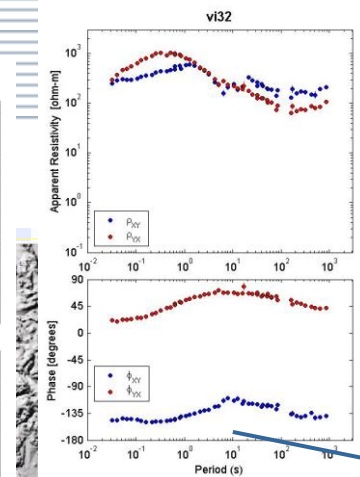 vi32
Apparent Resistivity [ohm-m]
10³
10²
10¹
10⁰
10⁻¹
ρXY
ρYX
10⁻² 10⁻¹ 10⁰ 10¹ 10² 10³
Phase [degrees]
90
45
0
-45
-90
-135
-180
ϕXY
ϕYX
10⁻² 10⁻¹ 10⁰ 10¹ 10² 10³
Period (s)